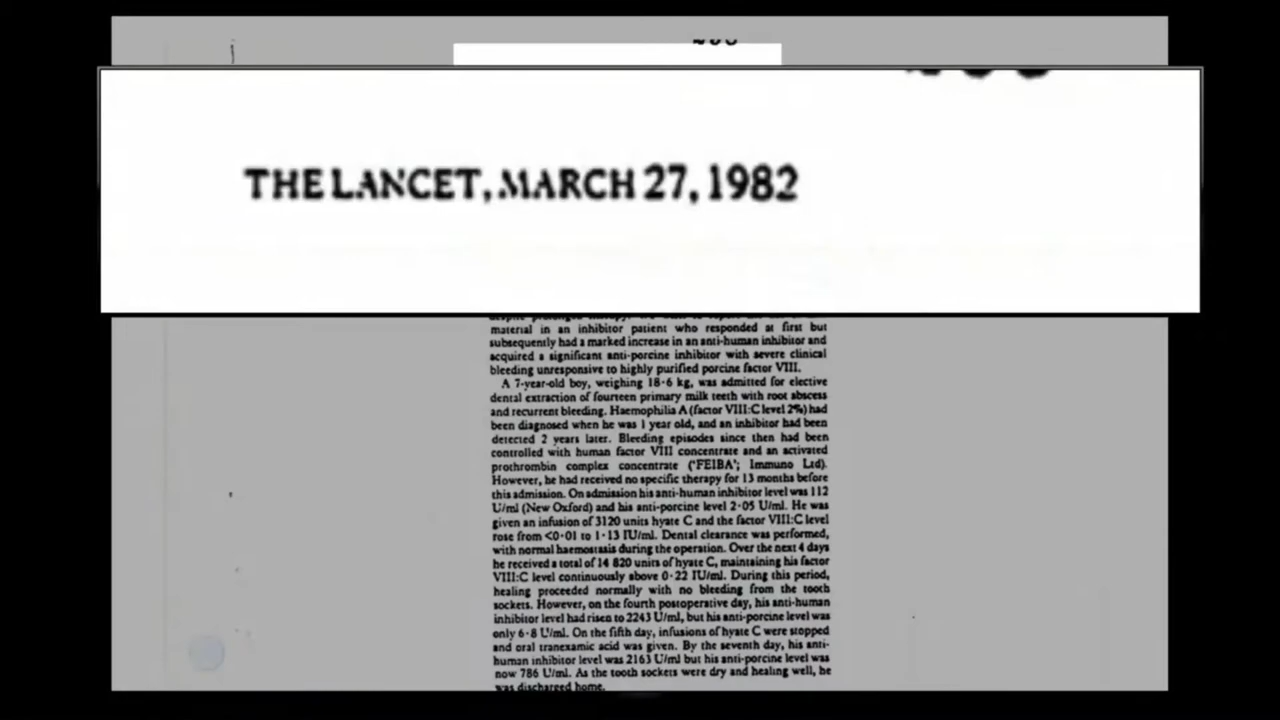 THE LANCET, MARCH 27, 1982
material in an inhibitor patient who responded at first but
subsequently had a marked increase in an anti-human inhibitor and
acquired a significant anti-porcine inhibitor with severe clinical
bleeding unresponsive to highly purified porcine factor VIII.
A 7-year-old boy, weighing 18·6 kg, was admitted for elective
dental extraction of fourteen primary milk teeth with root abscess
and recurrent bleeding. Haemophilia A (factor VIII:C level 2%) had
been diagnosed when he was 1 year old, and an inhibitor had been
detected 2 years later. Bleeding episodes since then had been
controlled with human factor VIII concentrate and an activated
prothrombin complex concentrate ('FEIBA'; Immuno Ltd).
However, he had received no specific therapy for 13 months before
this admission. On admission his anti-human inhibitor level was 112
U/ml (New Oxford) and his anti-porcine level 2·05 U/ml. He was
given an infusion of 3120 units hyate C and the factor VIII:C level
rose from <0·01 to 1·13 IU/ml. Dental clearance was performed,
with normal haemostasis during the operation. Over the next 4 days
he received a total of 14 820 units of hyate C, maintaining his factor
VIII:C level continuously above 0·22 IU/ml. During this period,
healing proceeded normally with no bleeding from the tooth
sockets. However, on the fourth postoperative day, his anti-human
inhibitor level had risen to 2243 U/ml, but his anti-porcine level was
only 6·8 U/ml. On the fifth day, infusions of hyate C were stopped
and oral tranexamic acid was given. By the seventh day, his anti-
human inhibitor level was 2163 U/ml but his anti-porcine level was
now 786 U/ml. As the tooth sockets were dry and healing well, he
was discharged home.